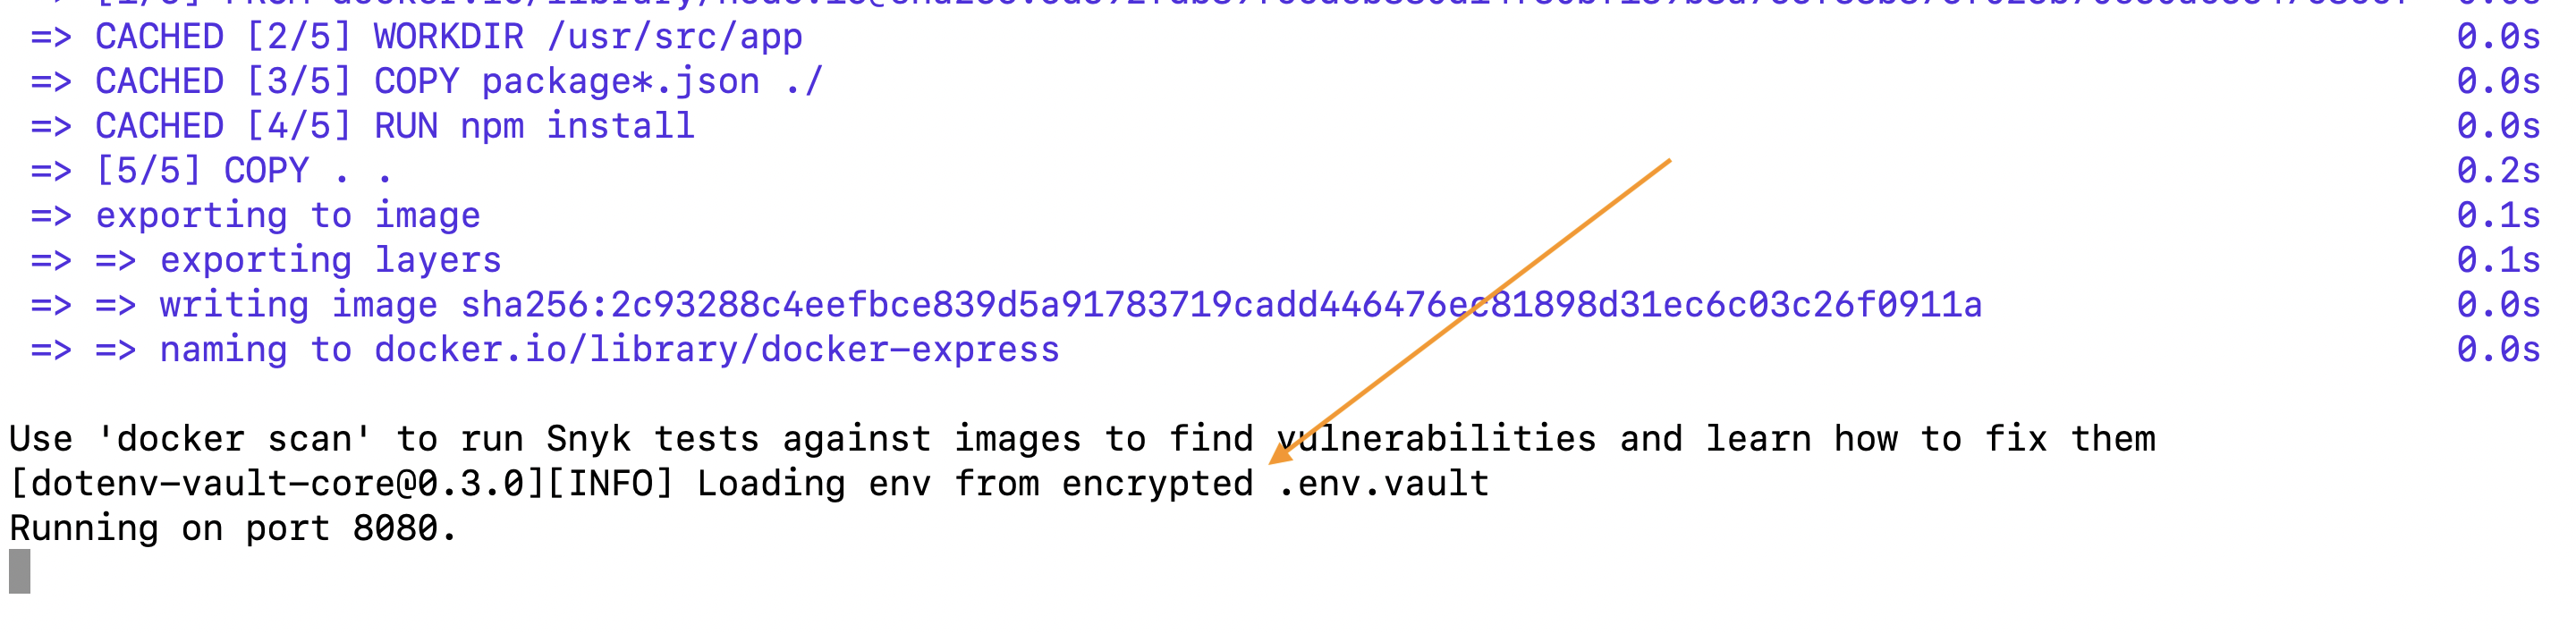 => CACHED [2/5] WORKDIR /usr/src/app 0.0s
=> CACHED [3/5] COPY package*.json ./ 0.0s
=> CACHED [4/5] RUN npm install 0.0s
=> [5/5] COPY . . 0.2s
=> exporting to image 0.1s
=> => exporting layers 0.1s
=> => writing image sha256:2c93288c4eefbce839d5a91783719cadd446476ec81898d31ec6c03c26f0911a 0.0s
=> => naming to docker.io/library/docker-express 0.0s
Use 'docker scan' to run Snyk tests against images to find vulnerabilities and learn how to fix them
[dotenv-vault-core@0.3.0][INFO] Loading env from encrypted .env.vault
Running on port 8080.